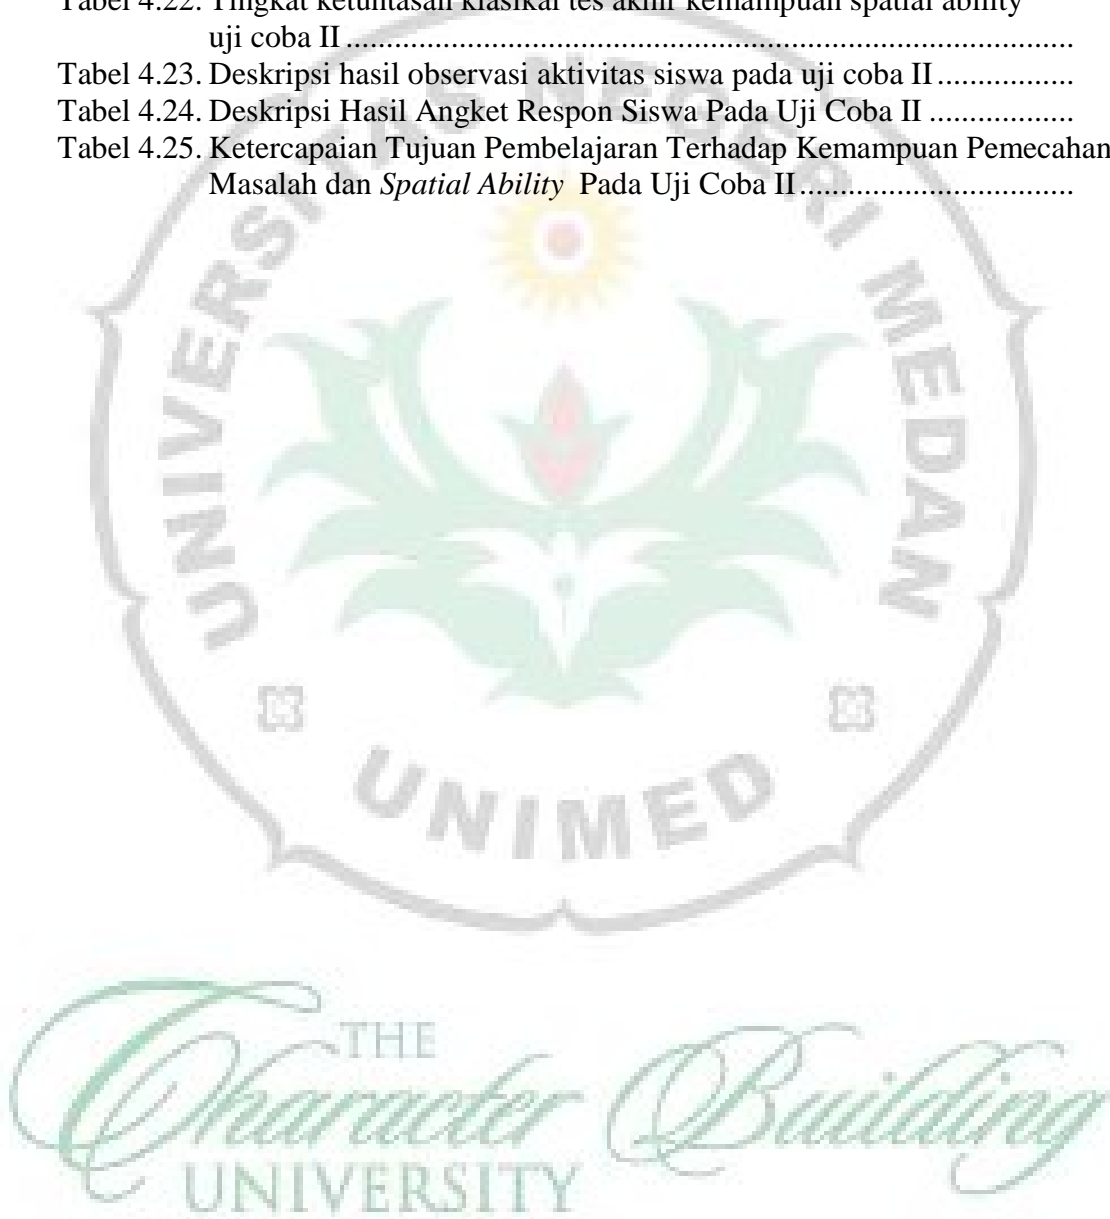 Tabel 4.22. Tingkat ketuntasan klasikal tes akhir kemampuan spatial ability
uji coba II ............................................................................................
Tabel 4.23. Deskripsi hasil observasi aktivitas siswa pada uji coba II .................
Tabel 4.24. Deskripsi Hasil Angket Respon Siswa Pada Uji Coba II ..................
Tabel 4.25. Ketercapaian Tujuan Pembelajaran Terhadap Kemampuan Pemecahan
Masalah dan Spatial Ability Pada Uji Coba II ..................................
UNIVERSITAS NEGERI MEDAN
UNIMED
THE
Character Building
UNIVERSITY